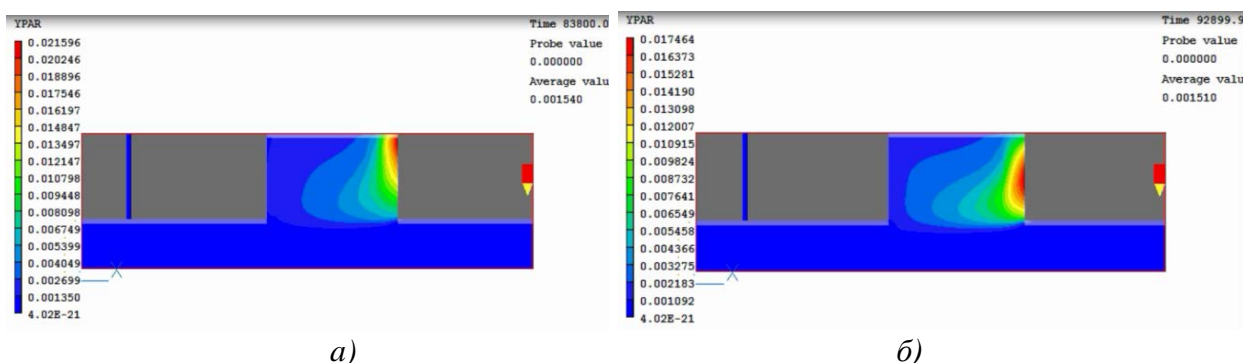 YPAR
Time 83800.0
0.021596
0.020246
0.018896
0.017546
0.016197
0.014847
0.013497
0.012147
0.010798
0.009448
0.008098
0.006749
0.005399
0.004049
0.002699
0.001350
4.02E-21
Probe value
0.000000
Average valu
0.001540
X
а)
YPAR
Time 92899.9
0.017464
0.016373
0.015281
0.014190
0.013098
0.012007
0.010915
0.009824
0.008732
0.007641
0.006549
0.005458
0.004366
0.003275
0.002183
0.001092
4.02E-21
Probe value
0.000000
Average valu
0.001510
X
б)